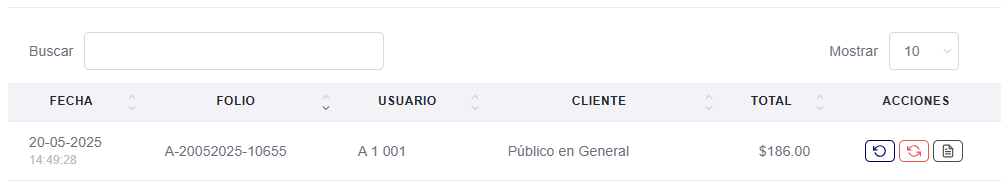 Buscar
Mostrar 10
FECHA FOLIO USUARIO CLIENTE TOTAL ACCIONES
20-05-2025
14:49:28
A-20052025-10655 A 1 001 Público en General $186.00